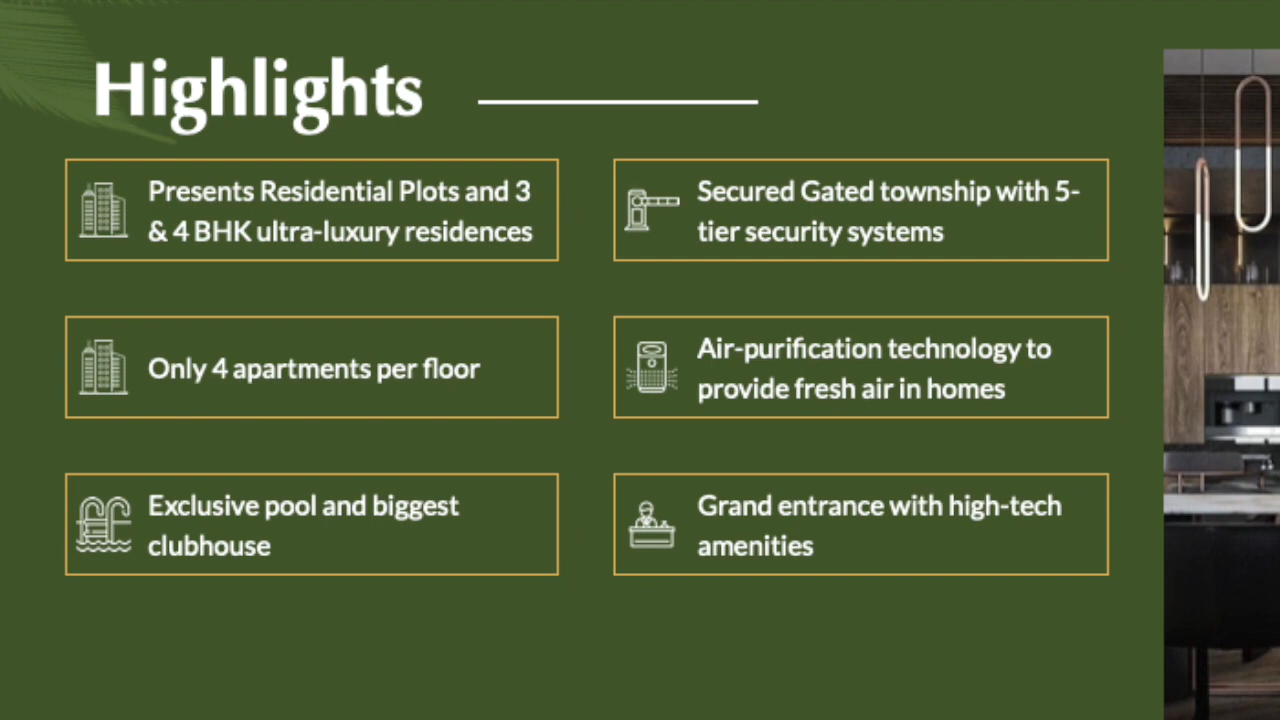 Highlights
Presents Residential Plots and 3
& 4 BHK ultra-luxury residences
Secured Gated township with 5-
tier security systems
Only 4 apartments per floor
Air-purification technology to
provide fresh air in homes
Exclusive pool and biggest
clubhouse
Grand entrance with high-tech
amenities